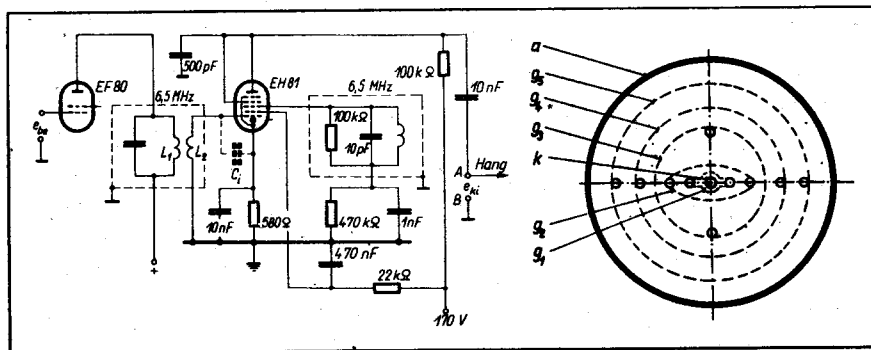 500pF
EF80
e_be
6,5 MHz
L₁
L₂
+
EH81
C_i
10nF
580Ω
6,5 MHz
100kΩ
10pF
470kΩ
1nF
470nF
22kΩ
100kΩ
10nF
A
Hang
e_ki
B
170 V
a
g₅
g₄
g₃
k
g₂
g₁